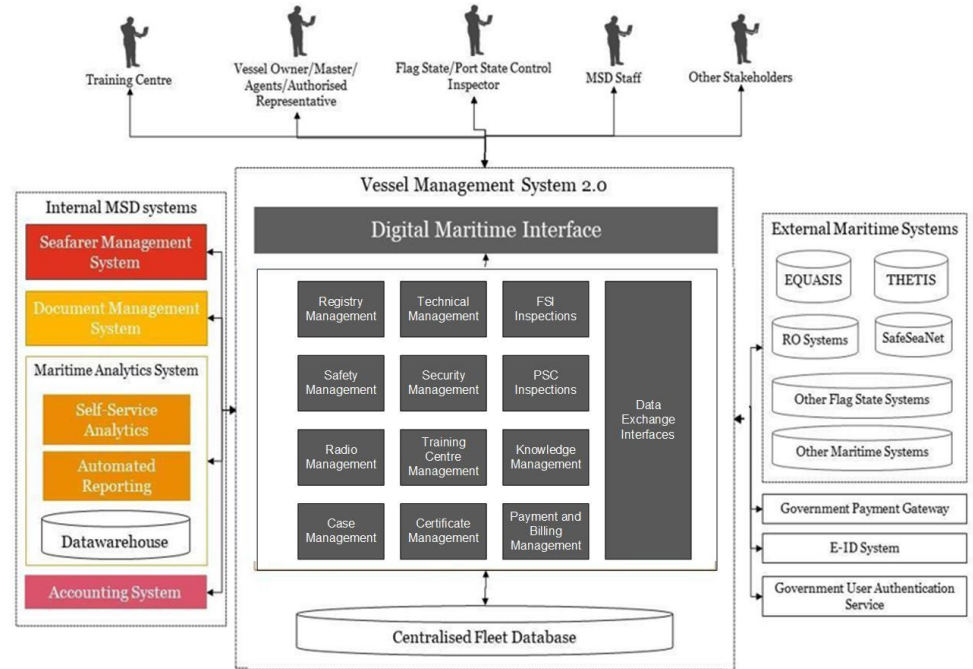 Training Centre
Vessel Owner/Master/
Agents/Authorised
Representative
Flag State/Port State Control
Inspector
MSD Staff
Other Stakeholders
Internal MSD systems
Seafarer Management
System
Document Management
System
Maritime Analytics System
Self-Service
Analytics
Automated
Reporting
Datawarehouse
Accounting System
Vessel Management System 2.0
Digital Maritime Interface
Registry
Management
Technical
Management
FSI
Inspections
Safety
Management
Security
Management
PSC
Inspections
Radio
Management
Training
Centre
Management
Knowledge
Management
Case
Management
Certificate
Management
Payment and
Billing
Management
Data
Exchange
Interfaces
Centralised Fleet Database
External Maritime Systems
EQUASIS
THETIS
RO Systems
SafeSeaNet
Other Flag State Systems
Other Maritime Systems
Government Payment Gateway
E-ID System
Government User Authentication
Service